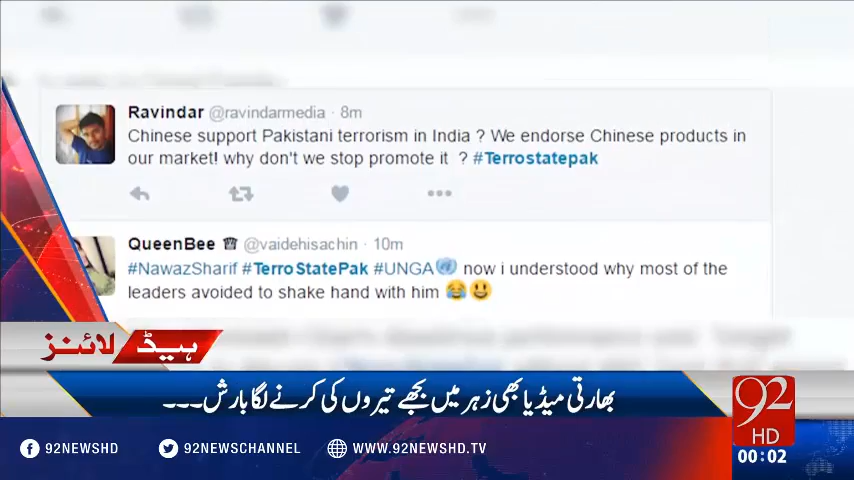 Ravindar @ravindarmedia · 8m
Chinese support Pakistani terrorism in India ? We endorse Chinese products in
our market! why don't we stop promote it ? #Terrostatepak
QueenBee @vaidehisachin · 10m
#NawazSharif #TerroStatePak #UNGA now i understood why most of the
leaders avoided to shake hand with him 😂😃
ہیڈ لائنز
بھارتی میڈیا بھی زہر میں بجھے تیروں کی کرنے لگا بارش ۔۔۔
92 HD
00:02
92NEWSHD 92NEWSCHANNEL WWW.92NEWSHD.TV